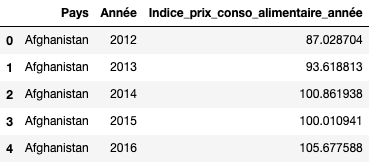 Pays Année Indice_prix_conso_alimentaire_année
0 Afghanistan 2012 87.028704
1 Afghanistan 2013 93.618813
2 Afghanistan 2014 100.861938
3 Afghanistan 2015 100.010941
4 Afghanistan 2016 105.677588